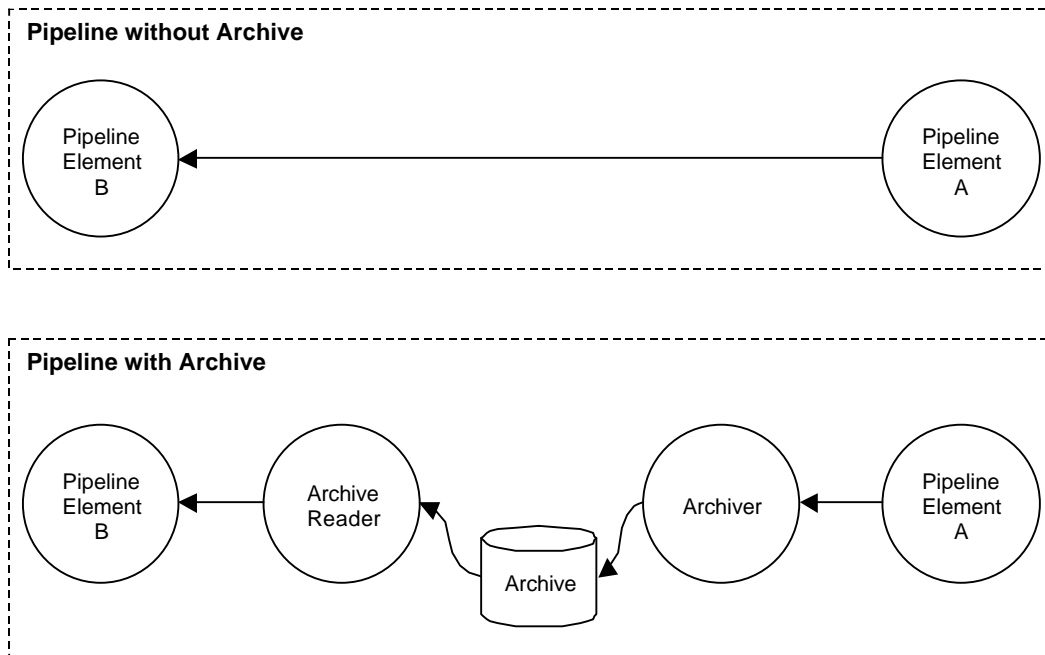 Pipeline without Archive
Pipeline
Element
B
Pipeline
Element
A
Pipeline with Archive
Pipeline
Element
B
Archive
Reader
Archive
Archiver
Pipeline
Element
A